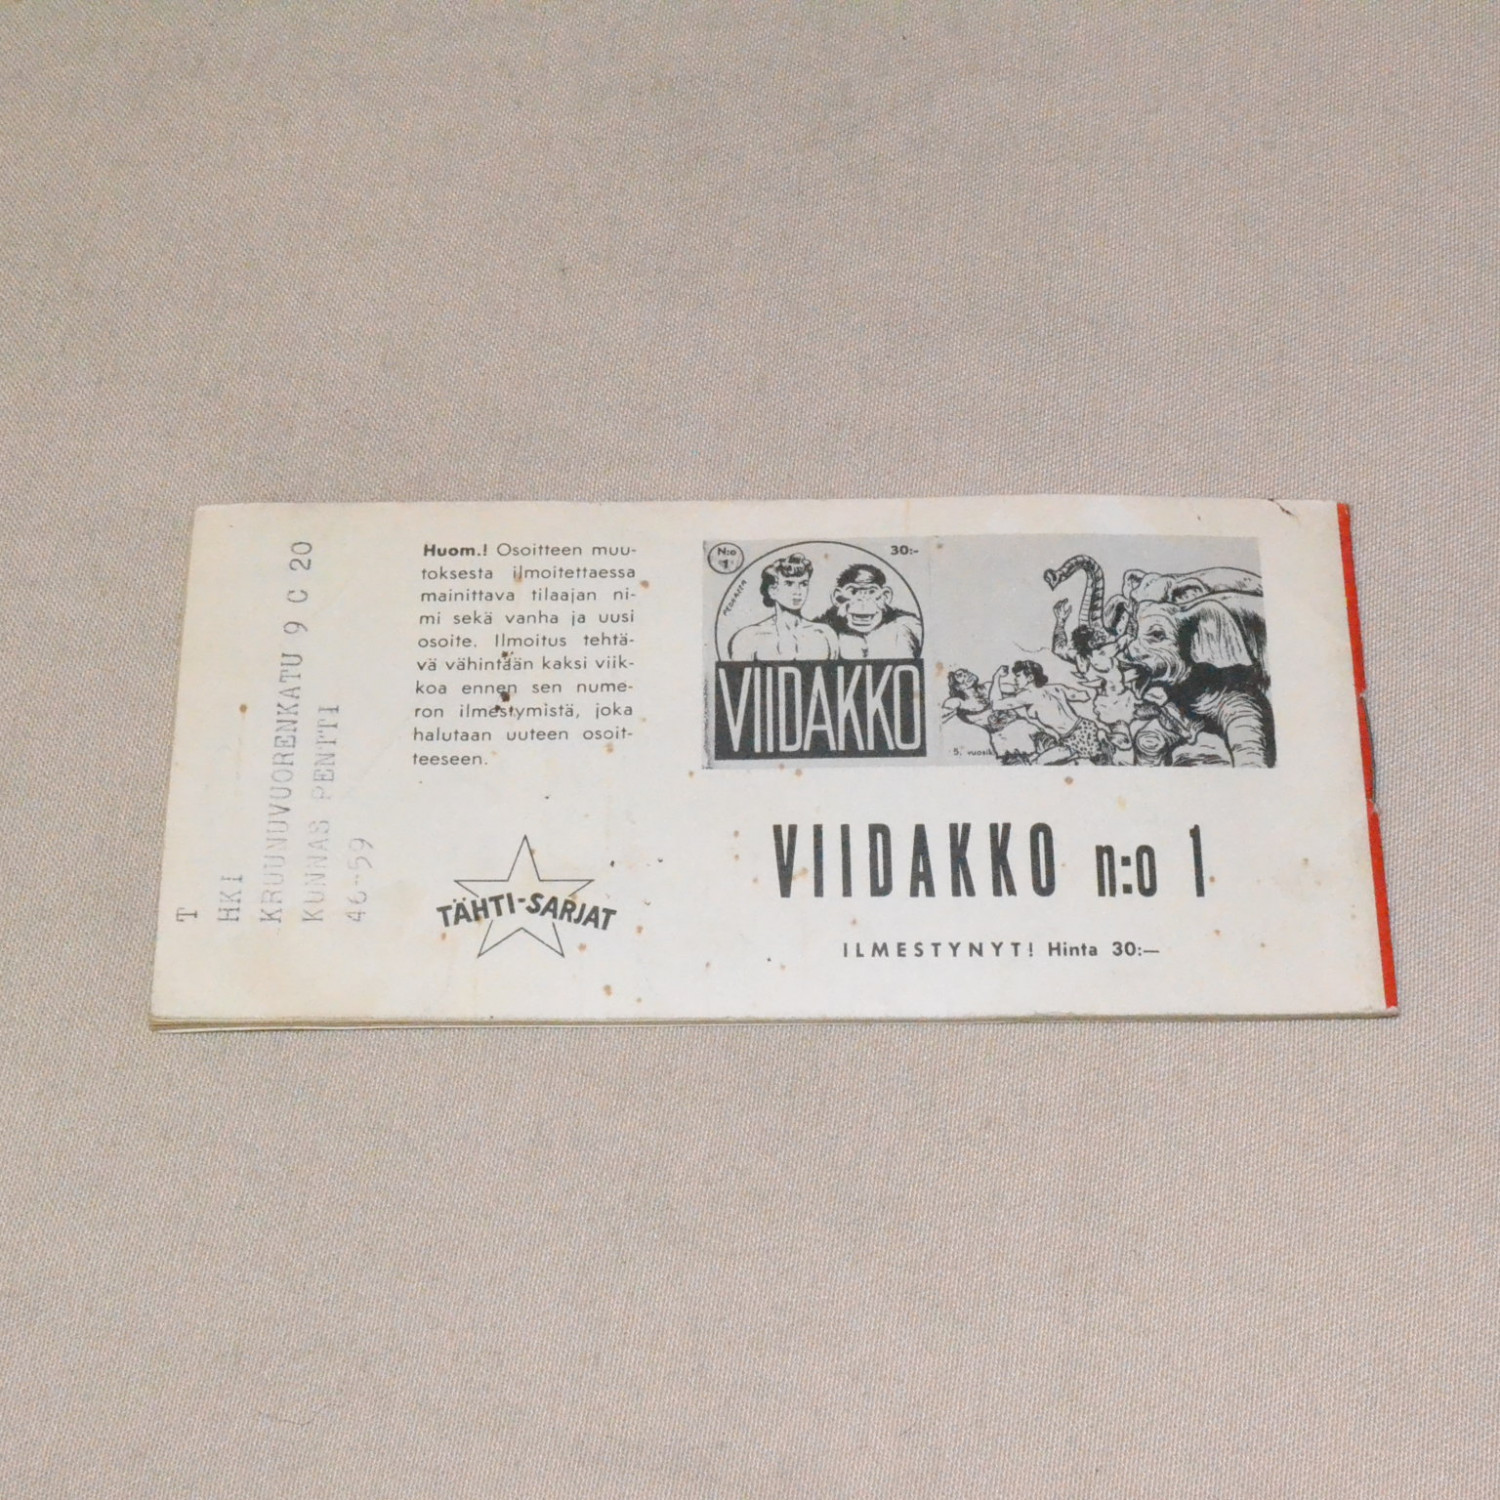 T
HKI
KRUUNUVUORENKATU 9 C 20
KUNNAS PENTTI
46-59
Huom.! Osoitteen muu-
toksesta ilmoitettaessa
mainittava tilaajan ni-
mi sekä vanha ja uusi
osoite. Ilmoitus tehtä-
vä vähintään kaksi viik-
koa ennen sen nume-
ron ilmestymistä, joka
halutaan uuteen osoit-
teeseen.
TÄHTI-SARJAT
N:o
1
30:-
VIIDAKKO
5. vuosik.
VIIDAKKO n:o 1
ILMESTYNYT! Hinta 30:—